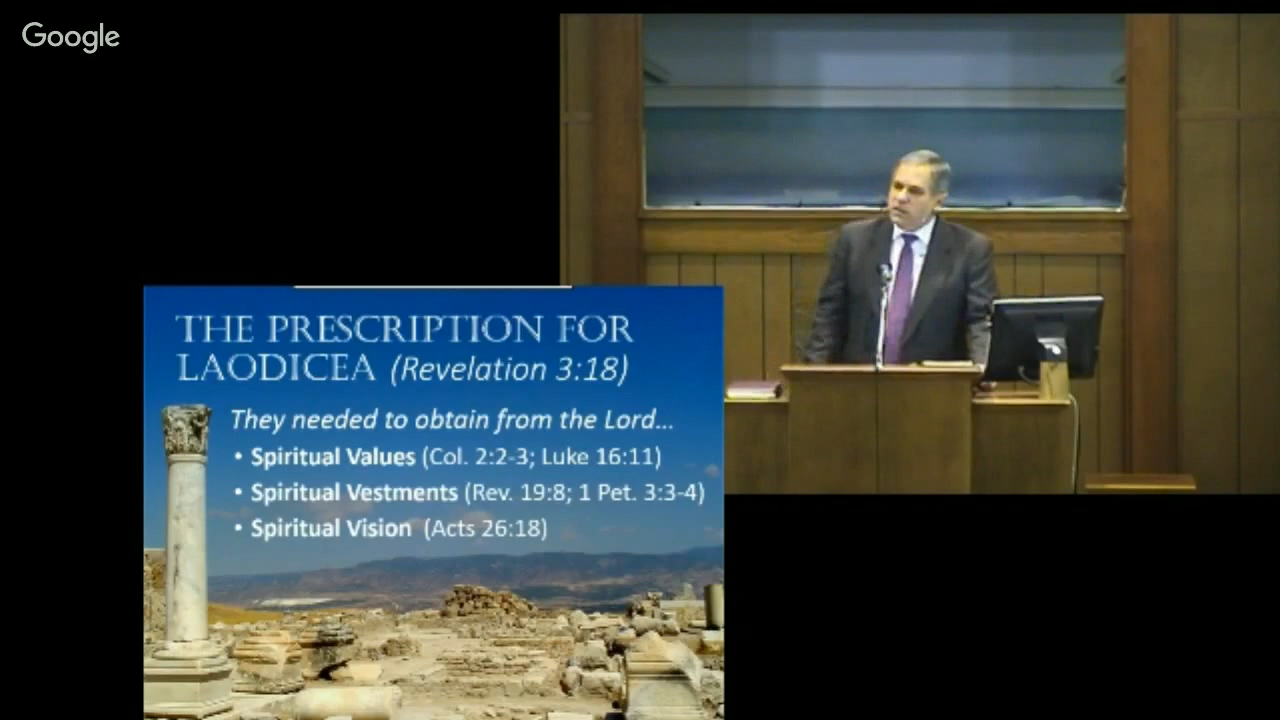 Google
THE PRESCRIPTION FOR
LAODICEA (Revelation 3:18)
They needed to obtain from the Lord...
• Spiritual Values (Col. 2:2-3; Luke 16:11)
• Spiritual Vestments (Rev. 19:8; 1 Pet. 3:3-4)
• Spiritual Vision (Acts 26:18)